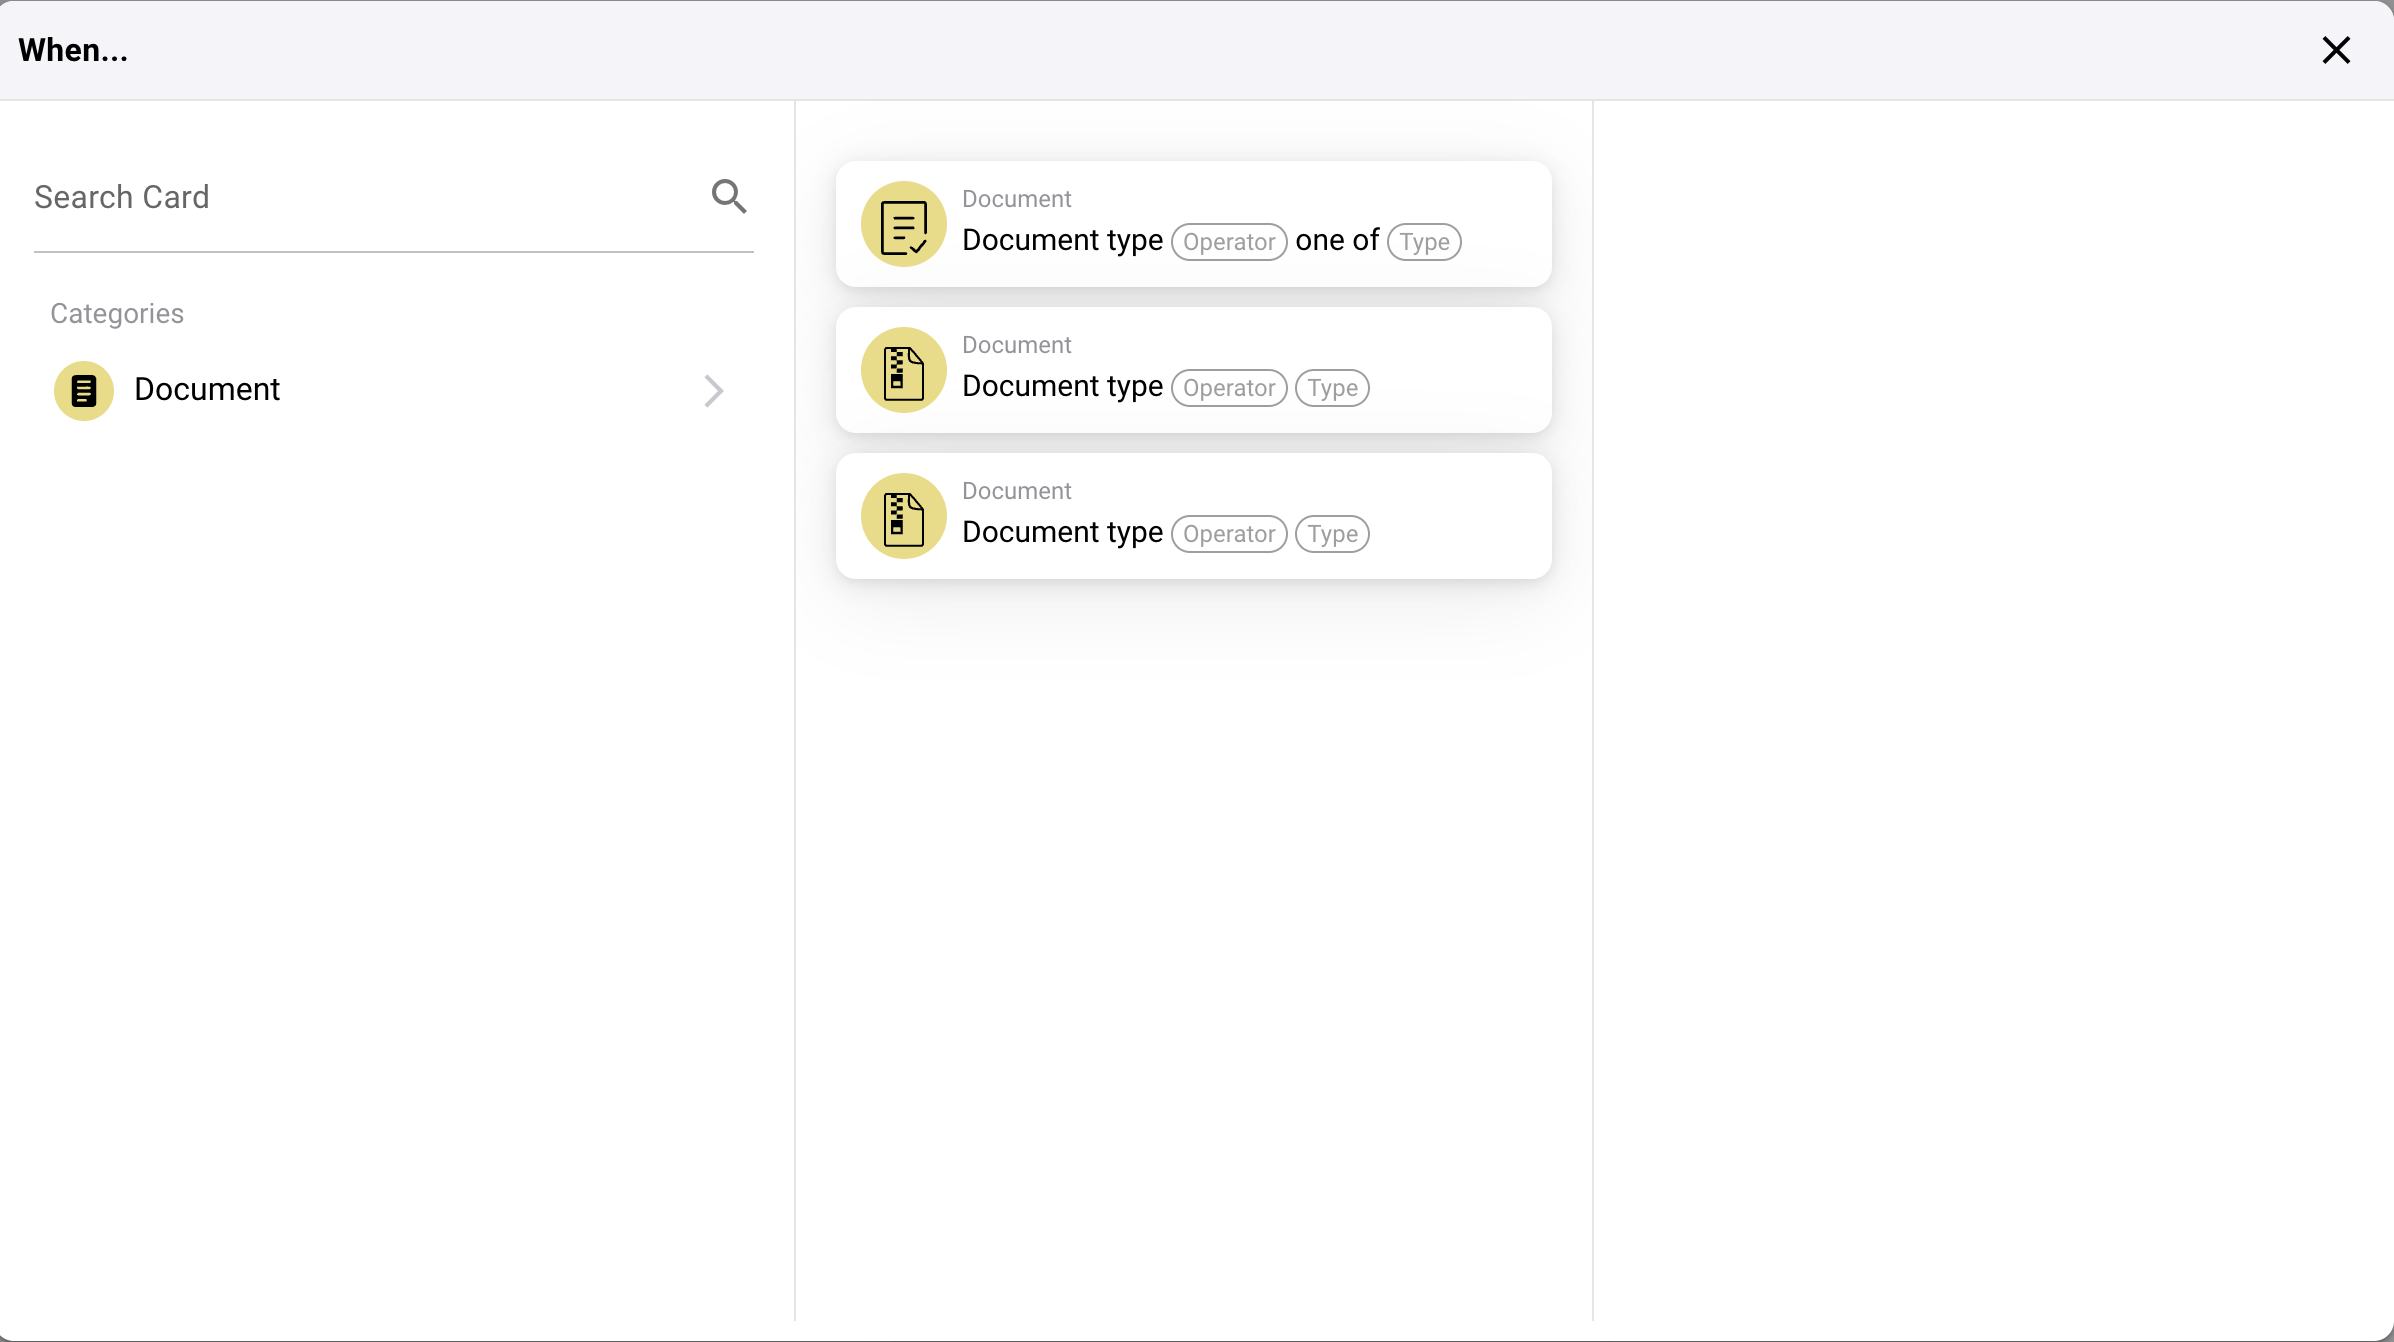 When...
Search Card
Categories
Document
Document
Document type Operator one of Type
Document
Document type Operator Type
Document
Document type Operator Type